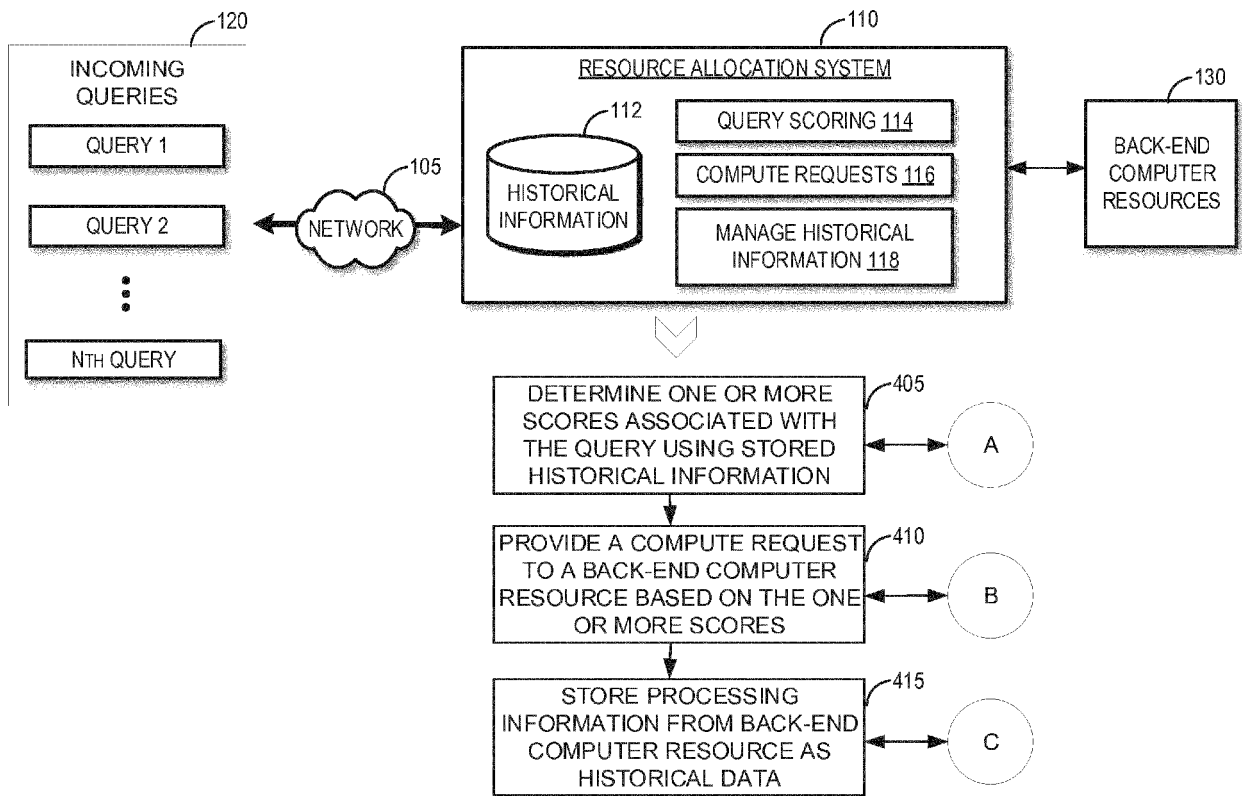 120
INCOMING
QUERIES
QUERY 1
QUERY 2
NTH QUERY
105
NETWORK
110
RESOURCE ALLOCATION SYSTEM
112
HISTORICAL
INFORMATION
QUERY SCORING 114
COMPUTE REQUESTS 116
MANAGE HISTORICAL
INFORMATION 118
130
BACK-END
COMPUTER
RESOURCES
405
DETERMINE ONE OR MORE
SCORES ASSOCIATED WITH
THE QUERY USING STORED
HISTORICAL INFORMATION
A
410
PROVIDE A COMPUTE REQUEST
TO A BACK-END COMPUTER
RESOURCE BASED ON THE ONE
OR MORE SCORES
B
415
STORE PROCESSING
INFORMATION FROM BACK-END
COMPUTER RESOURCE AS
HISTORICAL DATA
C